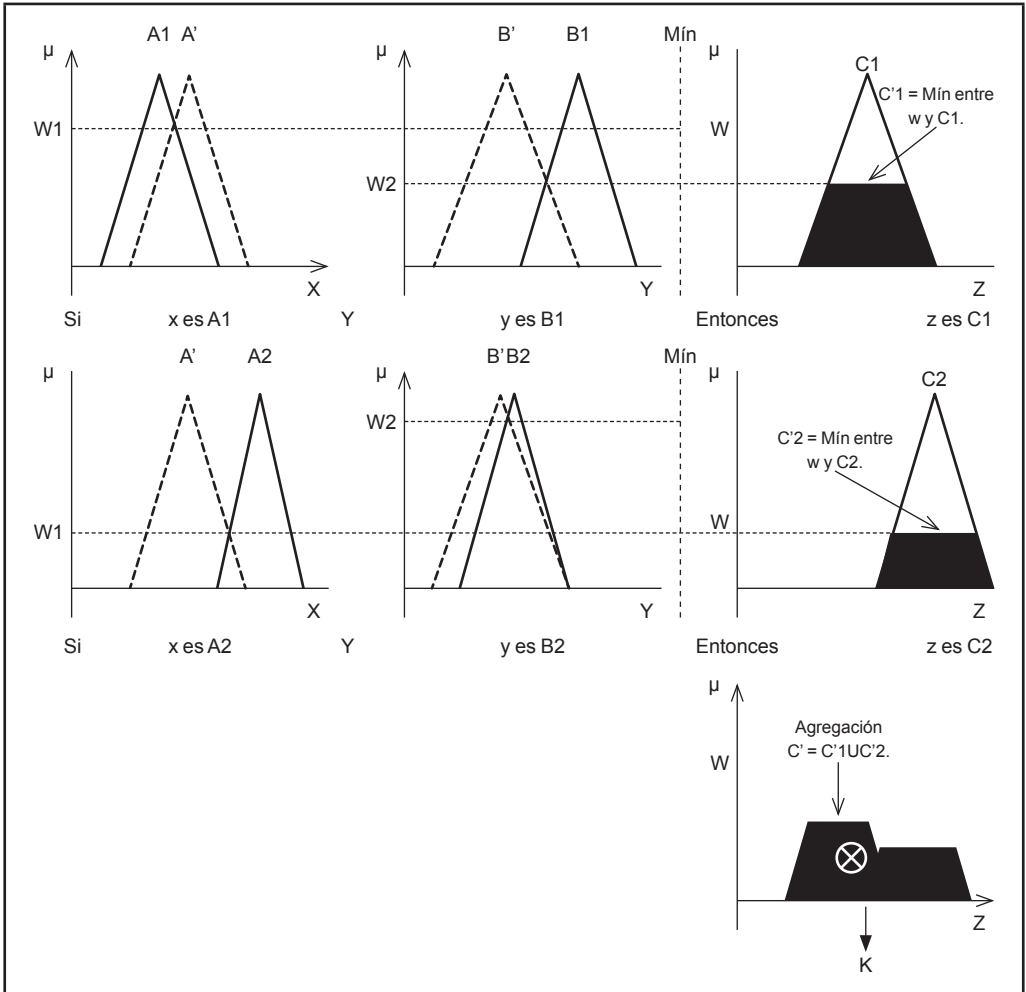 A1 A’ B’ B1 Mín
µ µ µ C1
C’1 = Mín entre
w y C1.
W1 W
W2
X Y Z
Si x es A1 Y y es B1 Entonces z es C1
A’ A2 B’ B2 Mín
µ µ µ C2
W2
C’2 = Mín entre
w y C2.
W1 W
X Y Z
Si x es A2 Y y es B2 Entonces z es C2
µ
Agregación
C’ = C’1UC’2.
W
Z
K